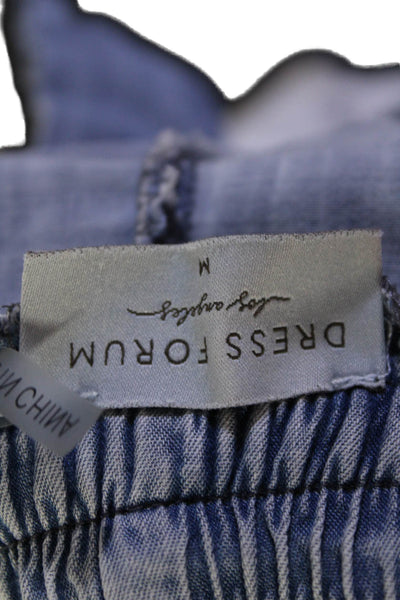 DRESS FORUM
los angeles
M
IN CHINA